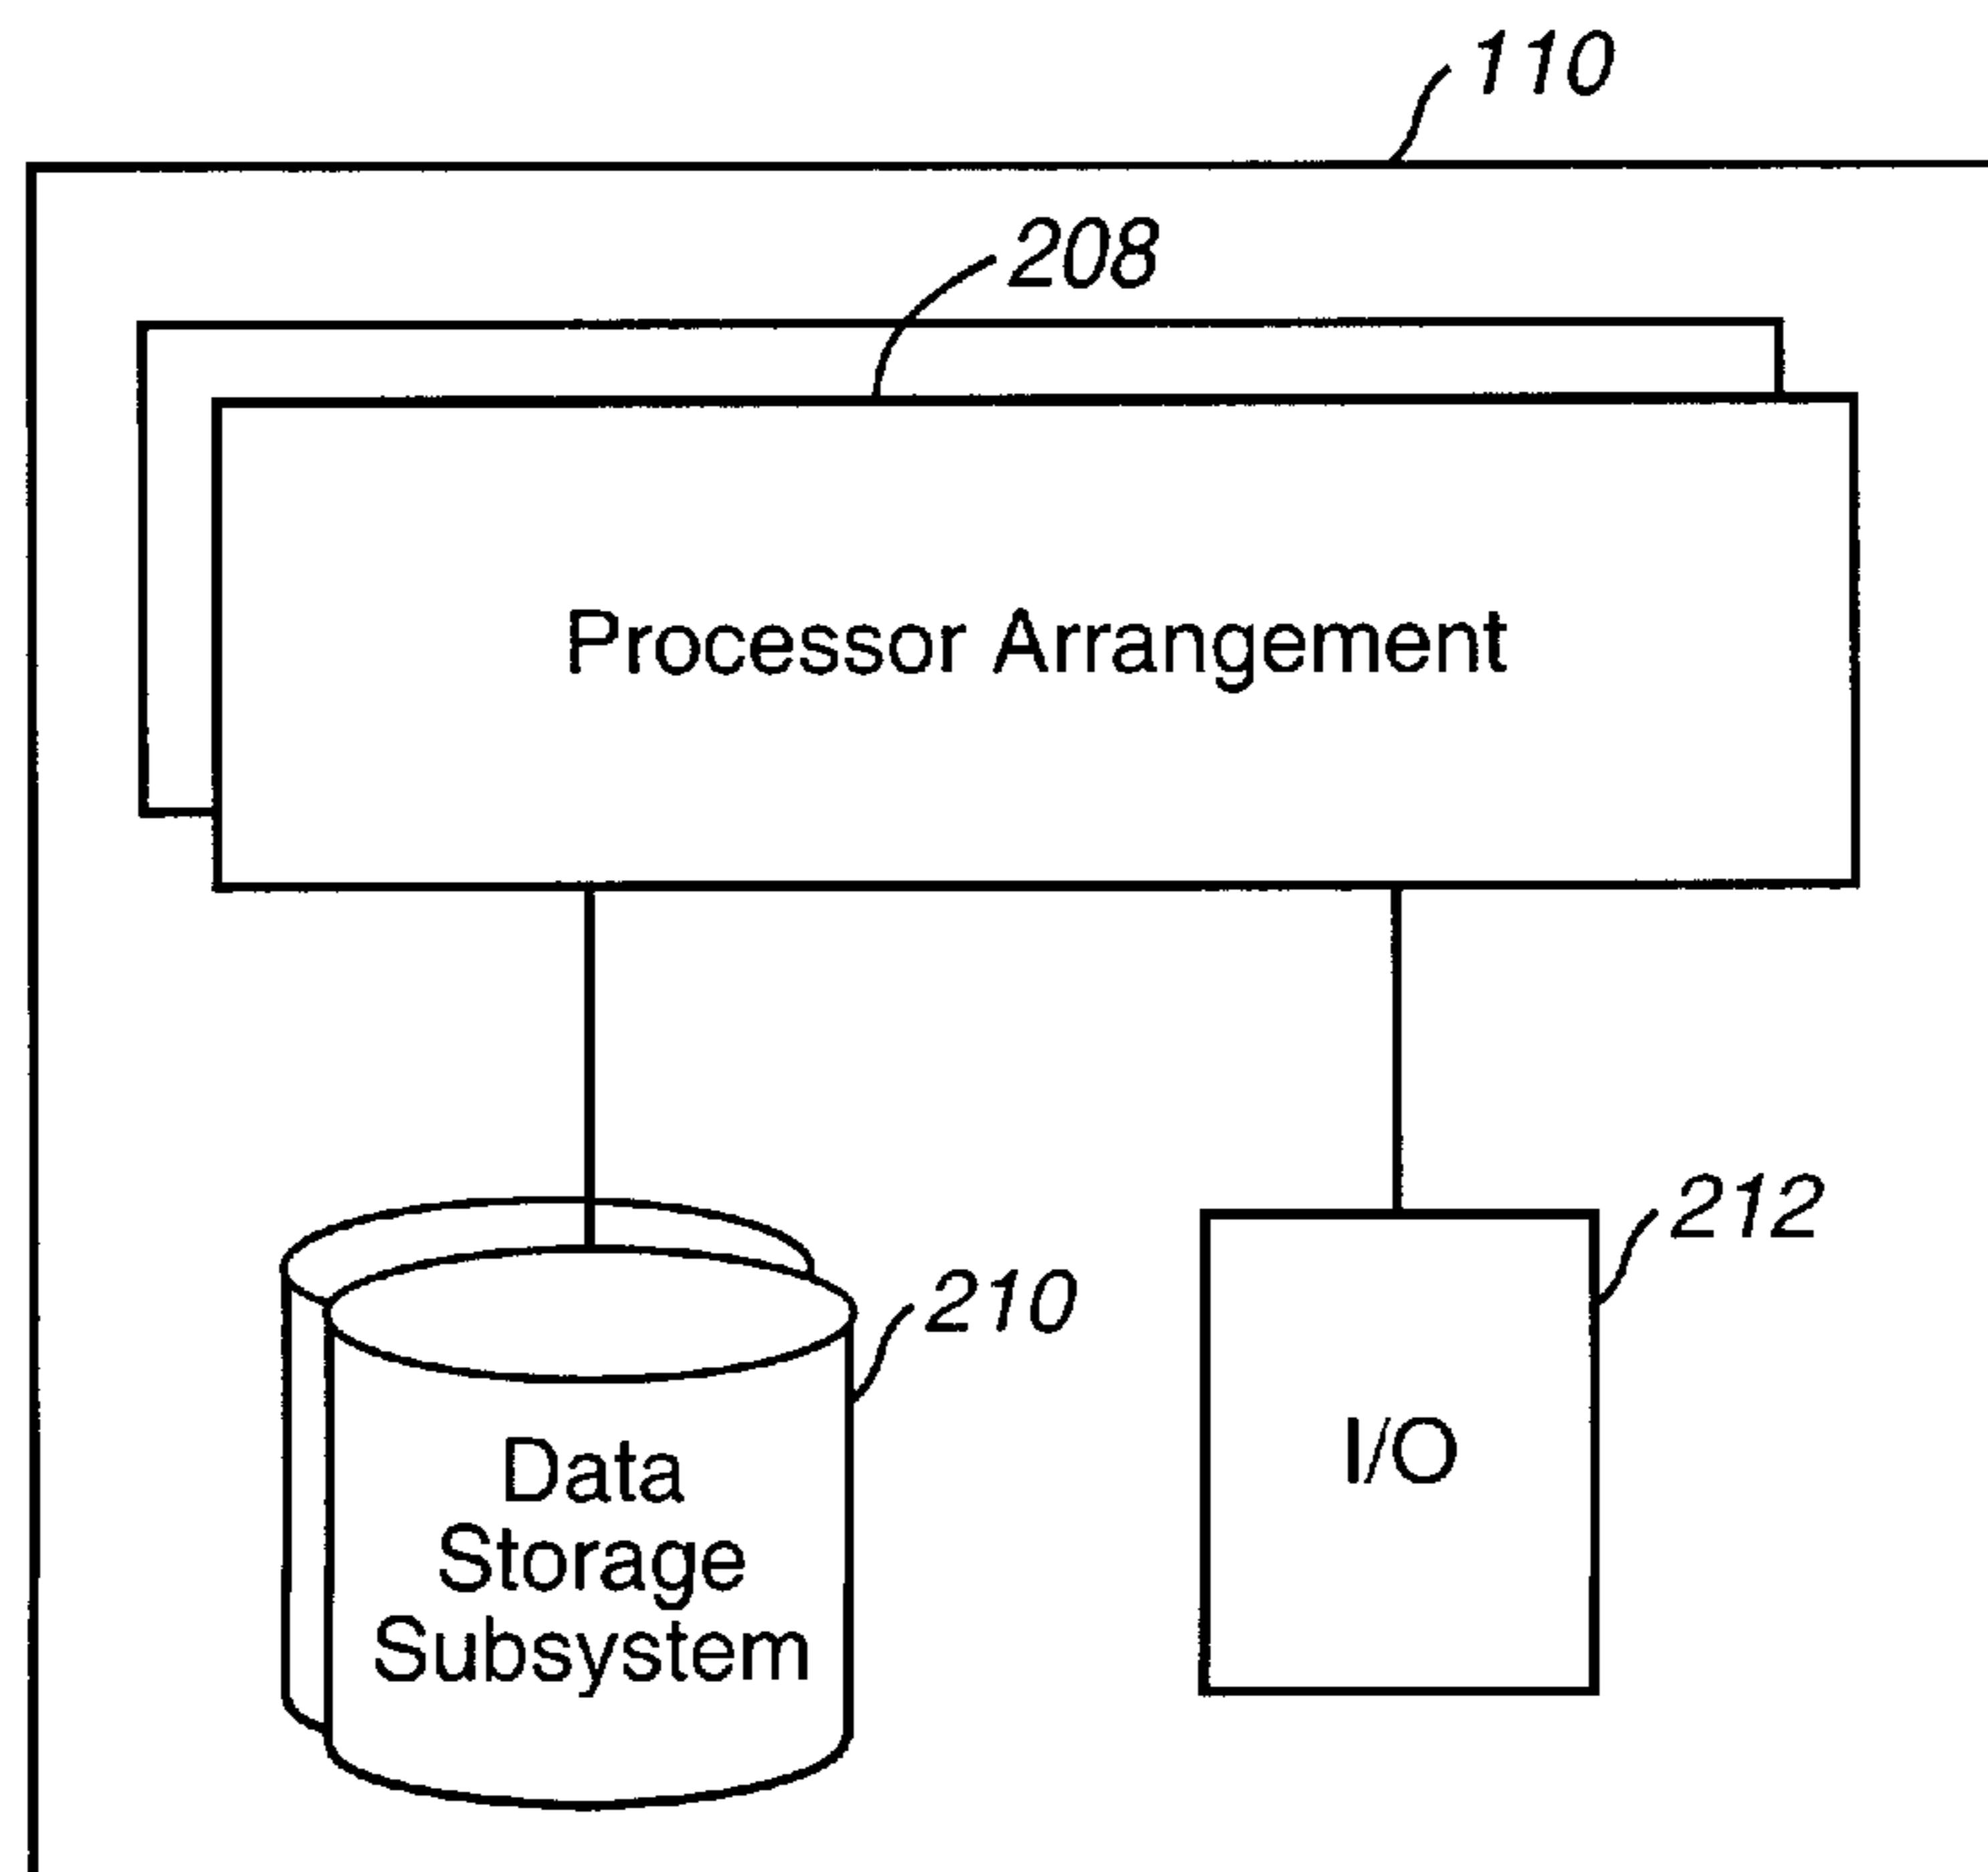 110
208
Processor Arrangement
212
210
Data
Storage
Subsystem
I/O